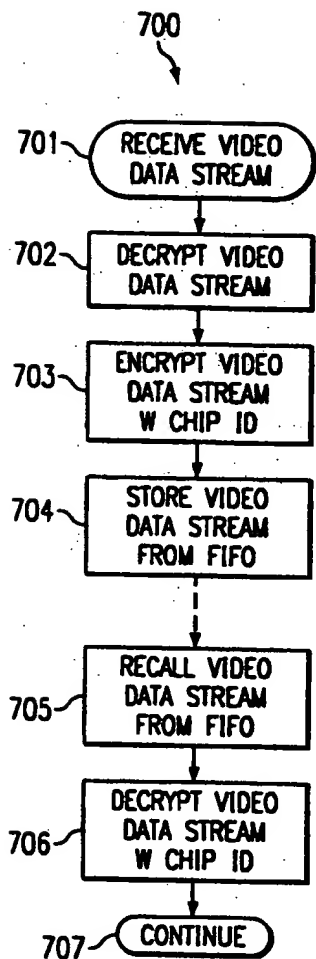 700
701 RECEIVE VIDEO
DATA STREAM
702 DECRYPT VIDEO
DATA STREAM
703 ENCRYPT VIDEO
DATA STREAM
W CHIP ID
704 STORE VIDEO
DATA STREAM
FROM FIFO
705 RECALL VIDEO
DATA STREAM
FROM FIFO
706 DECRYPT VIDEO
DATA STREAM
W CHIP ID
707 CONTINUE